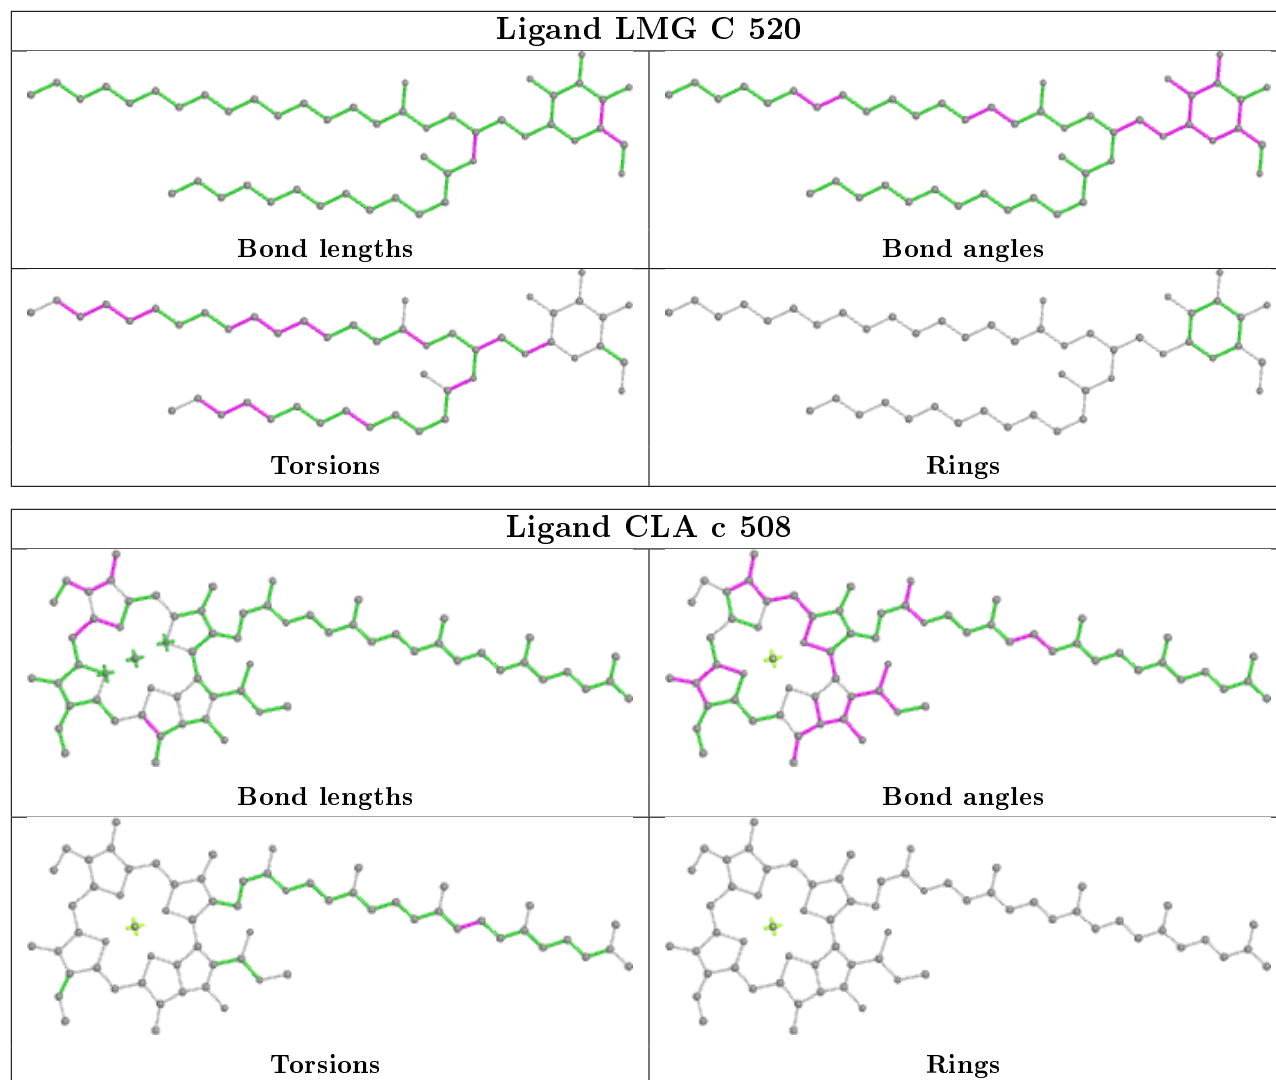 Ligand LMG C 520
Bond lengths
Bond angles
Torsions
Rings
Ligand CLA c 508
Bond lengths
Bond angles
Torsions
Rings